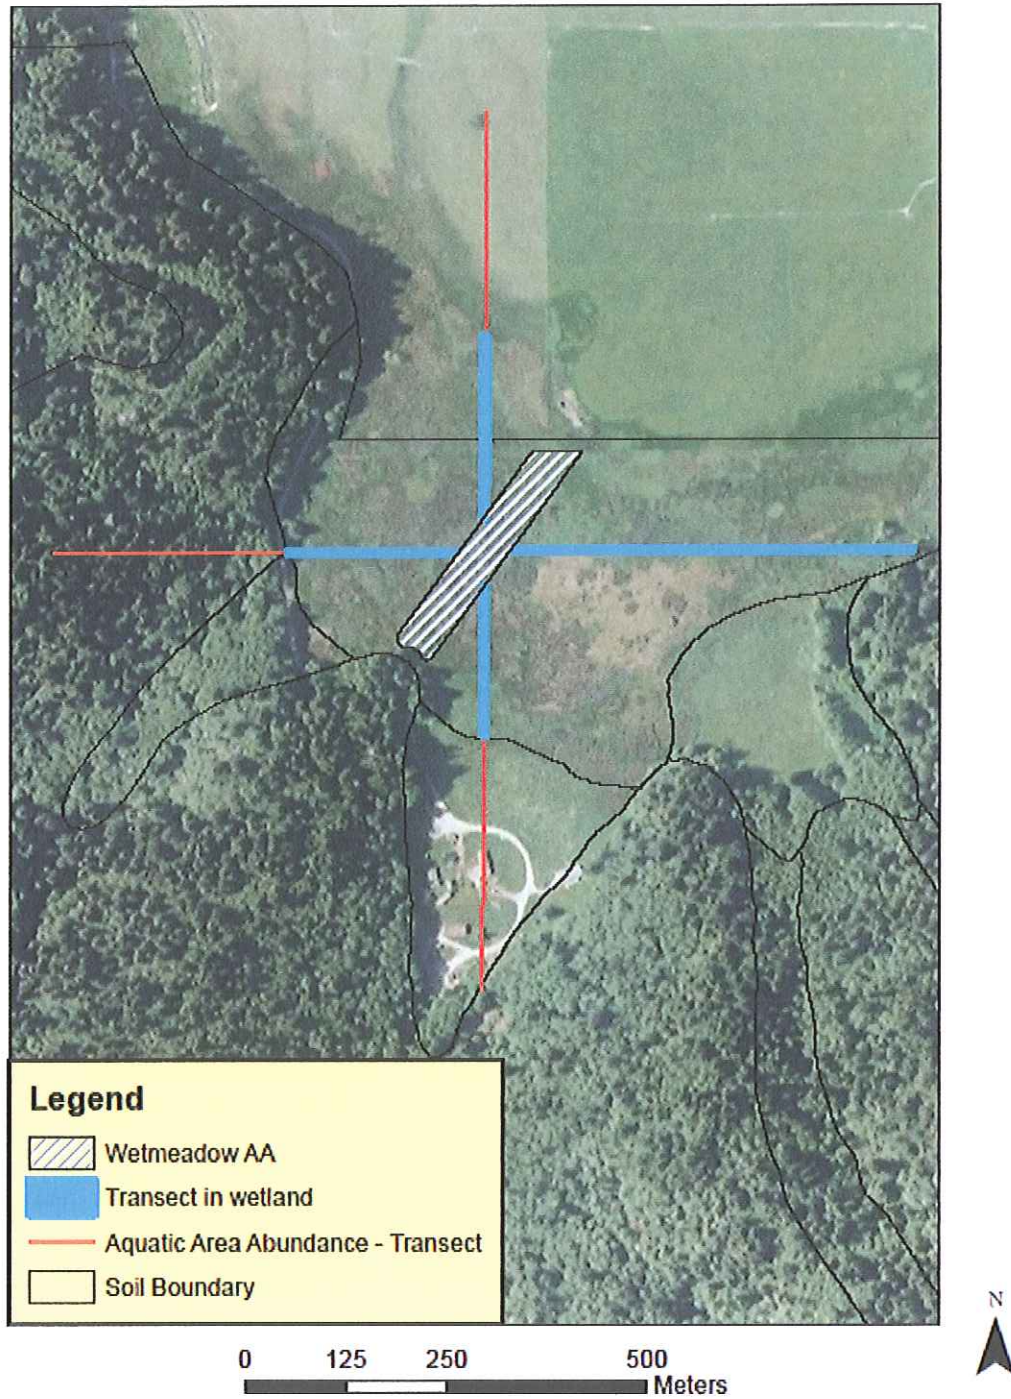 Legend
Wetmeadow AA
Transect in wetland
Aquatic Area Abundance - Transect
Soil Boundary
N
0 125 250 500
Meters